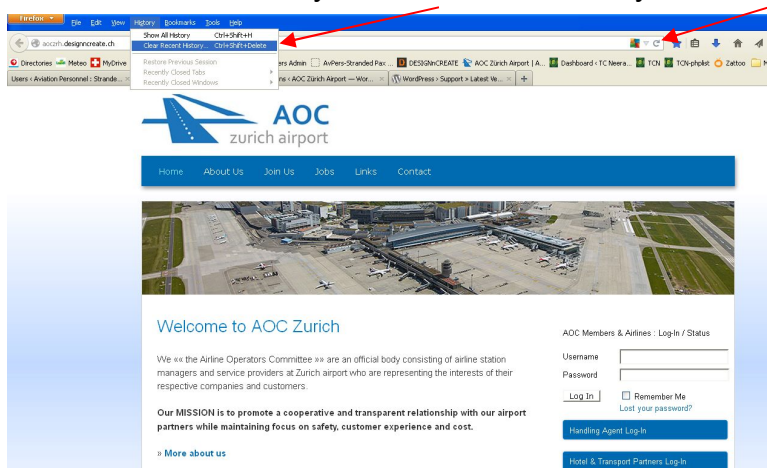 Firefox
File Edit View History Bookmarks Tools Help
Show All History Ctrl+Shift+H
Clear Recent History... Ctrl+Shift+Delete
Restore Previous Session
Recently Closed Tabs
Recently Closed Windows
aoczrh.designncreate.ch
Directories Meteo MyDrive ers Admin AvPers-Stranded Pax ... DESIGNnCREATE AOC Zürich Airport | A... Dashboard ‹ TC Neera... TCN TCN-phplist Zattoo
Users ‹ Aviation Personnel : Strande... ns ‹ AOC Zürich Airport — Wor... WordPress › Support » Latest Ve...
AOC
zurich airport
Home About Us Join Us Jobs Links Contact
Welcome to AOC Zurich
We «« the Airline Operators Committee »» are an official body consisting of airline station
managers and service providers at Zurich airport who are representing the interests of their
respective companies and customers.
Our MISSION is to promote a cooperative and transparent relationship with our airport
partners while maintaining focus on safety, customer experience and cost.
» More about us
AOC Members & Airlines : Log-In / Status
Username
Password
Log In Remember Me
Lost your password?
Handling Agent Log-In
Hotel & Transport Partners Log-In